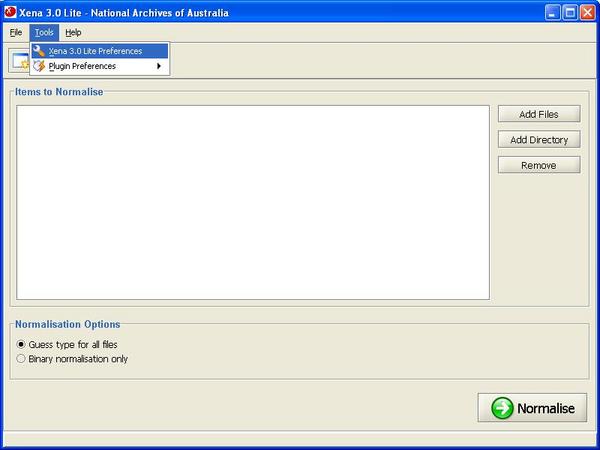 Xena 3.0 Lite - National Archives of Australia
File Tools Help
Xena 3.0 Lite Preferences
Plugin Preferences
Items to Normalise
Add Files
Add Directory
Remove
Normalisation Options
Guess type for all files
Binary normalisation only
Normalise